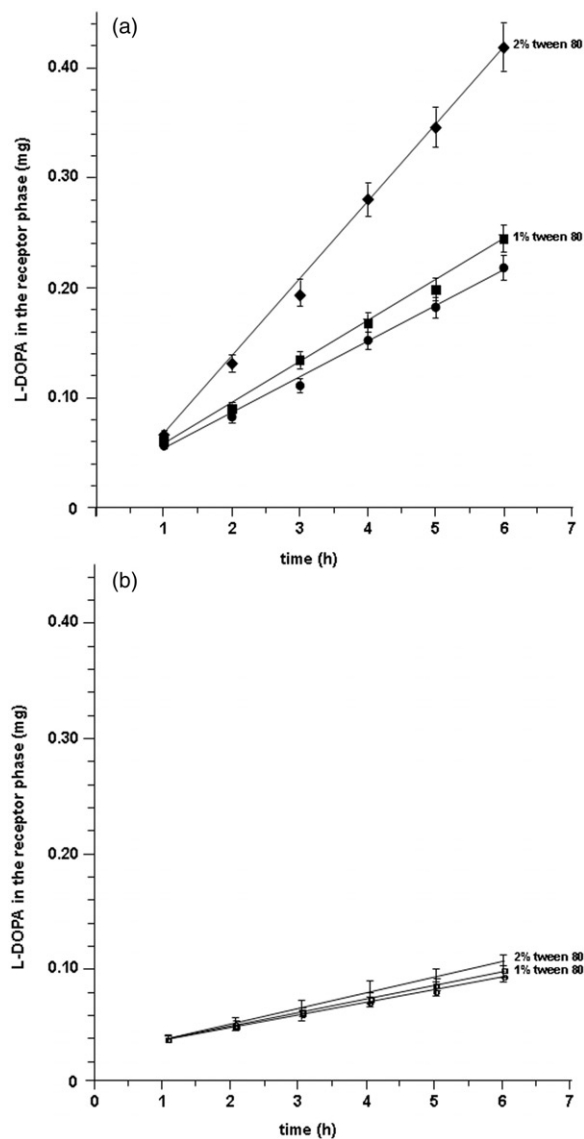 (a)
2% tween 80
0.40
0.30
1% tween 80
0.20
0.10
0
L-DOPA in the receptor phase (mg)
1 2 3 4 5 6 7
time (h)
(b)
0.40
0.30
0.20
2% tween 80
0.10
1% tween 80
0
L-DOPA in the receptor phase (mg)
0 1 2 3 4 5 6 7
time (h)